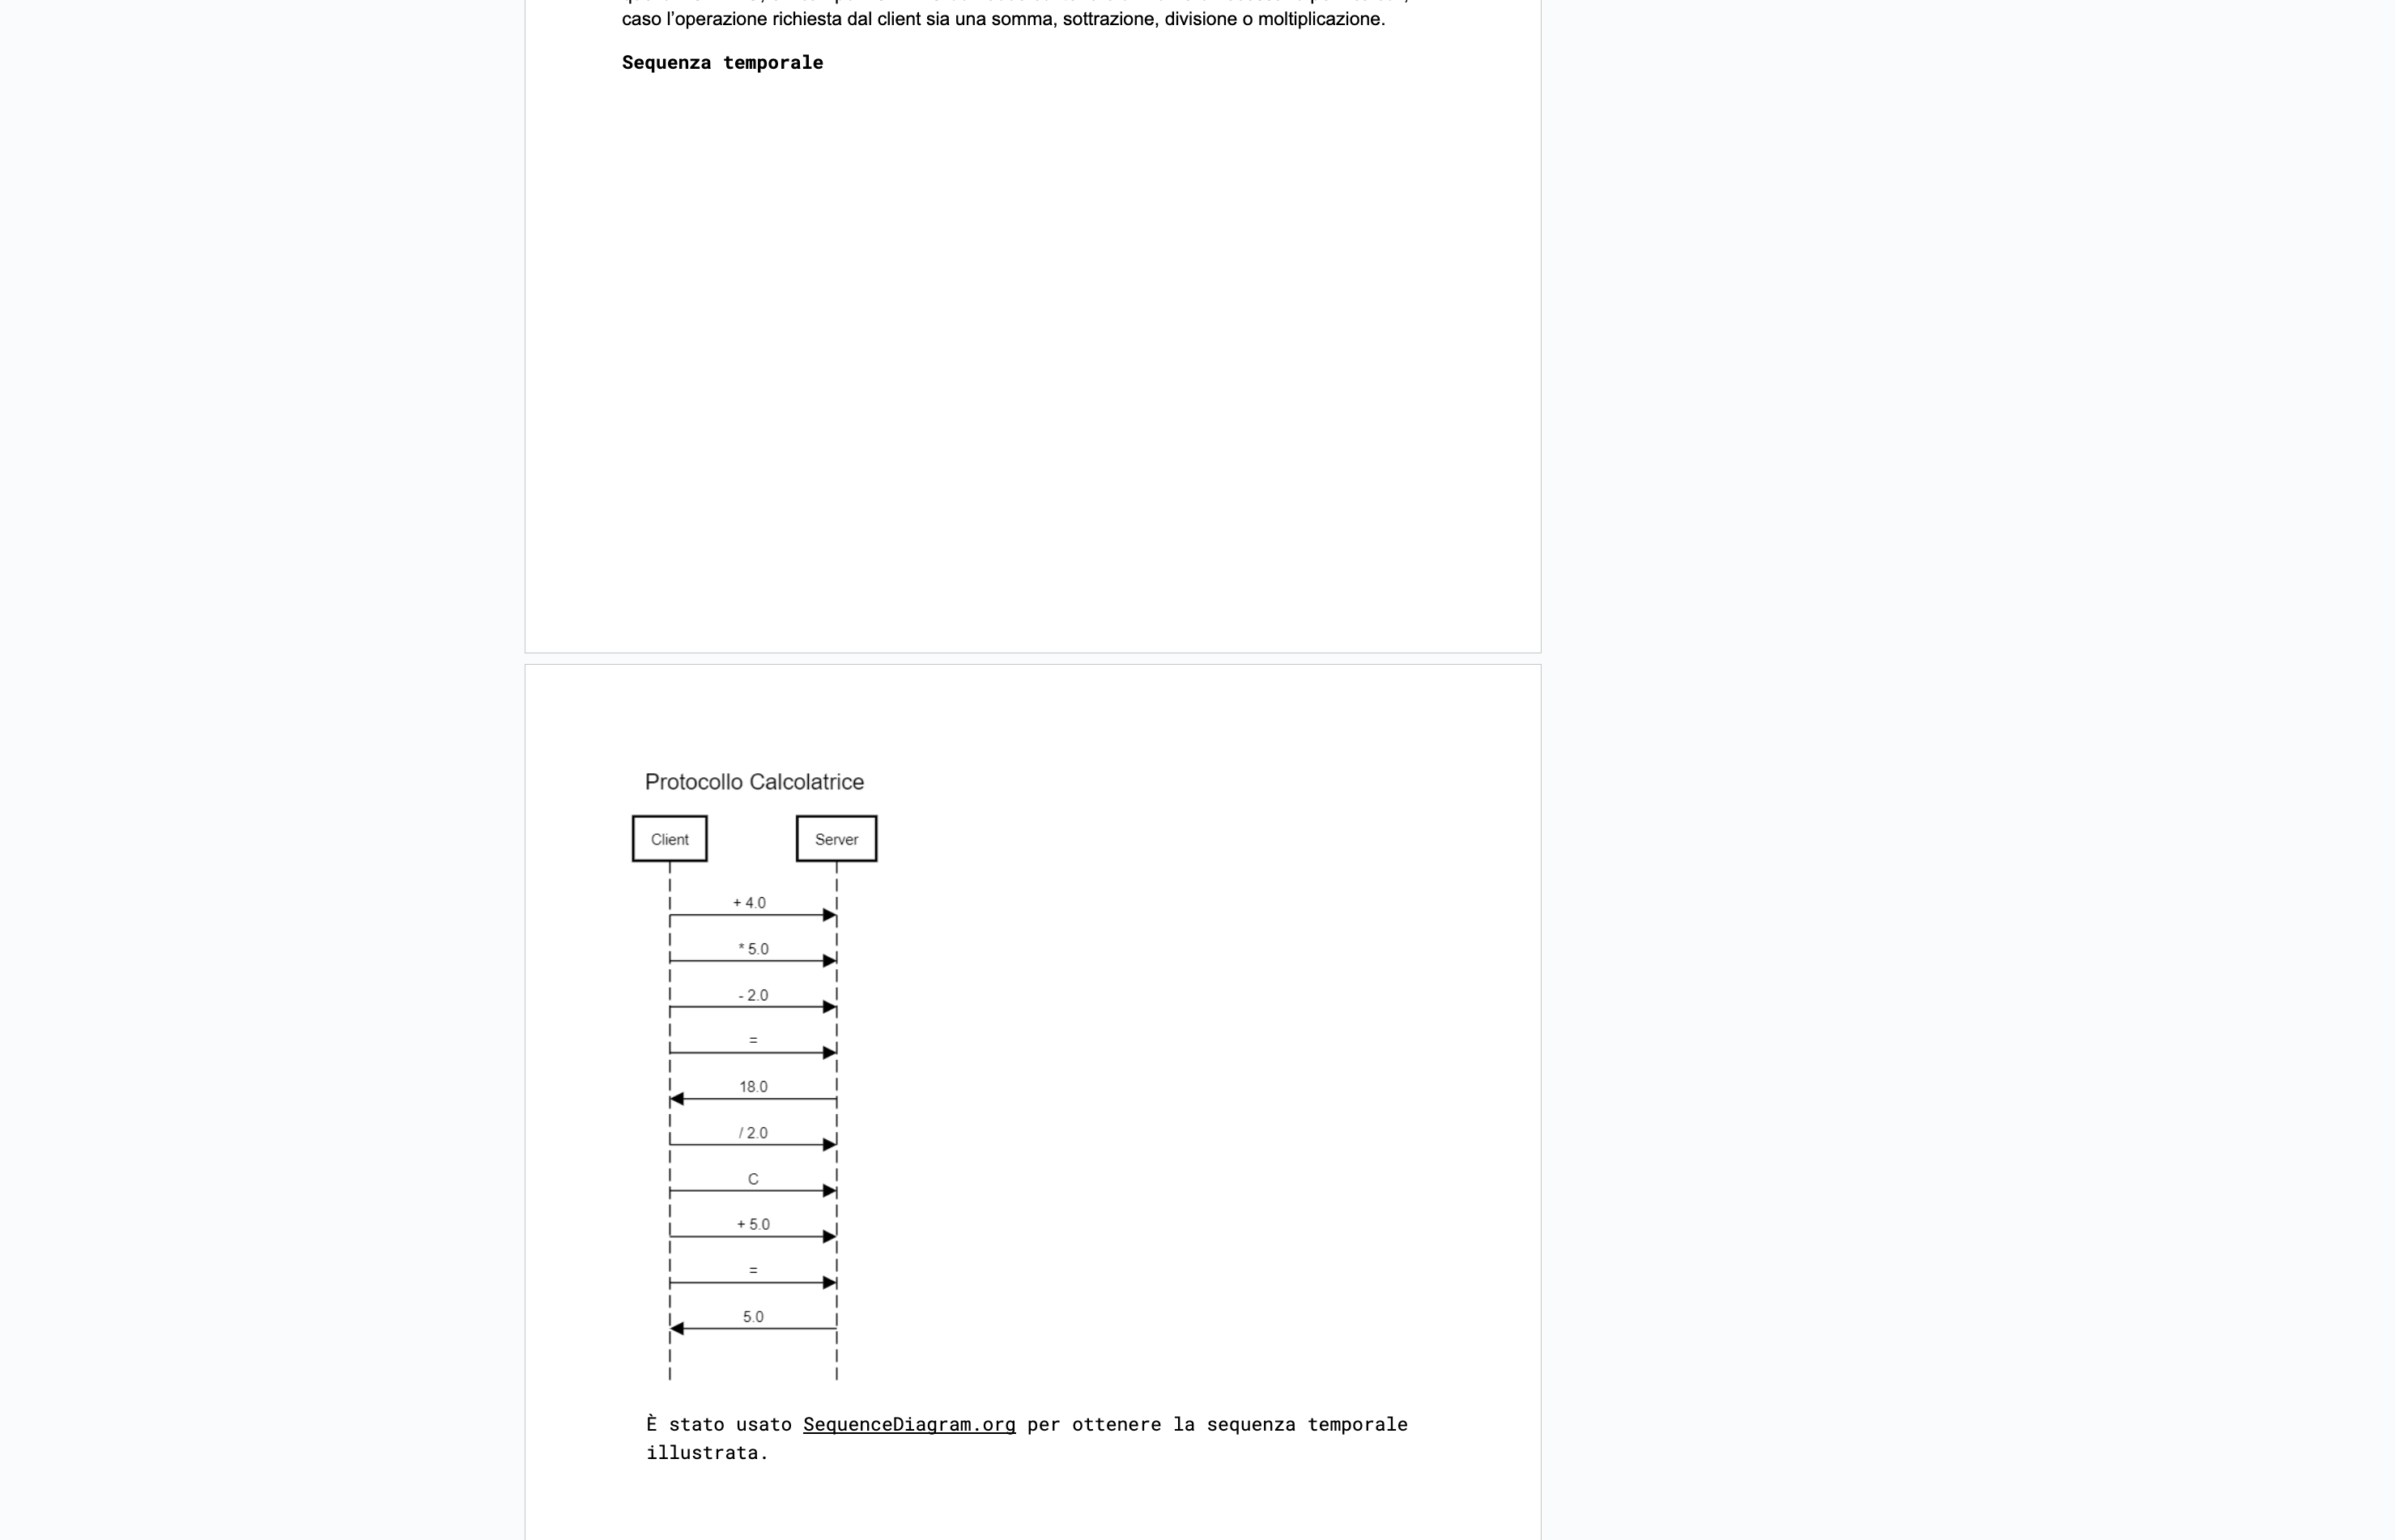 caso l’operazione richiesta dal client sia una somma, sottrazione, divisione o moltiplicazione.
Sequenza temporale
Protocollo Calcolatrice
Client
Server
+ 4.0
* 5.0
- 2.0
=
18.0
/ 2.0
C
+ 5.0
=
5.0
È stato usato SequenceDiagram.org per ottenere la sequenza temporale
illustrata.